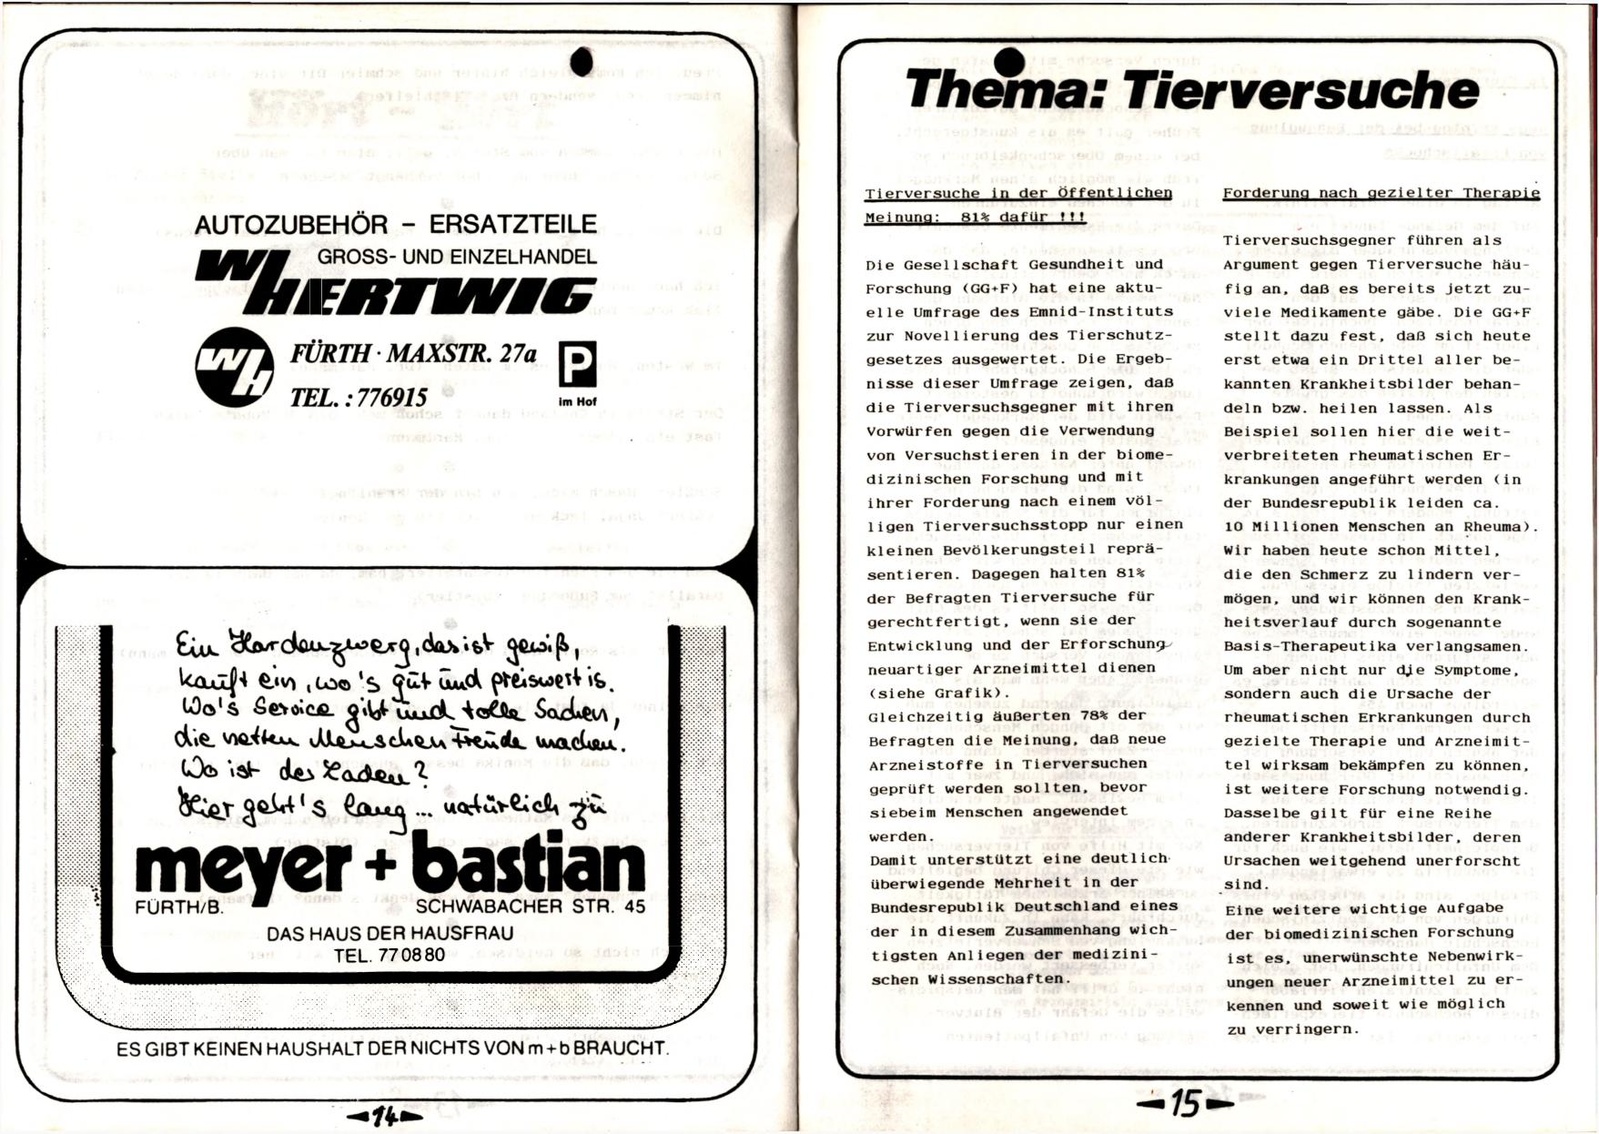 AUTOZUBEHÖR – ERSATZTEILE
GROSS- UND EINZELHANDEL
WHERTWIG
WH
FÜRTH · MAXSTR. 27a
TEL. : 776915
P
im Hof
Ein Hardenzwerg, das ist gewiß,
kauft ein, wo's gut und preiswert is.
Wo's Service gibt und tolle Sachen,
die netten Menschen Freude machen.
Wo ist der Laden?
Hier geht's lang... natürlich zu
meyer + bastian
FÜRTH/B. SCHWABACHER STR. 45
DAS HAUS DER HAUSFRAU
TEL. 77 08 80
ES GIBT KEINEN HAUSHALT DER NICHTS VON m+b BRAUCHT.
14
Thema: Tierversuche
Tierversuche in der Öffentlichen
Meinung: 81% dafür !!!
Die Gesellschaft Gesundheit und
Forschung (GG+F) hat eine aktu-
elle Umfrage des Emnid-Instituts
zur Novellierung des Tierschutz-
gesetzes ausgewertet. Die Ergeb-
nisse dieser Umfrage zeigen, daß
die Tierversuchsgegner mit ihren
Vorwürfen gegen die Verwendung
von Versuchstieren in der biome-
dizinischen Forschung und mit
ihrer Forderung nach einem völ-
ligen Tierversuchsstopp nur einen
kleinen Bevölkerungsteil reprä-
sentieren. Dagegen halten 81%
der Befragten Tierversuche für
gerechtfertigt, wenn sie der
Entwicklung und der Erforschung
neuartiger Arzneimittel dienen
(siehe Grafik).
Gleichzeitig äußerten 78% der
Befragten die Meinung, daß neue
Arzneistoffe in Tierversuchen
geprüft werden sollten, bevor
siebeim Menschen angewendet
werden.
Damit unterstützt eine deutlich
überwiegende Mehrheit in der
Bundesrepublik Deutschland eines
der in diesem Zusammenhang wich-
tigsten Anliegen der medizini-
schen Wissenschaften.
Forderung nach gezielter Therapie
Tierversuchsgegner führen als
Argument gegen Tierversuche häu-
fig an, daß es bereits jetzt zu-
viele Medikamente gäbe. Die GG+F
stellt dazu fest, daß sich heute
erst etwa ein Drittel aller be-
kannten Krankheitsbilder behan-
deln bzw. heilen lassen. Als
Beispiel sollen hier die weit-
verbreiteten rheumatischen Er-
krankungen angeführt werden (in
der Bundesrepublik leiden ca.
10 Millionen Menschen an Rheuma).
Wir haben heute schon Mittel,
die den Schmerz zu lindern ver-
mögen, und wir können den Krank-
heitsverlauf durch sogenannte
Basis-Therapeutika verlangsamen.
Um aber nicht nur die Symptome,
sondern auch die Ursache der
rheumatischen Erkrankungen durch
gezielte Therapie und Arzneimit-
tel wirksam bekämpfen zu können,
ist weitere Forschung notwendig.
Dasselbe gilt für eine Reihe
anderer Krankheitsbilder, deren
Ursachen weitgehend unerforscht
sind.
Eine weitere wichtige Aufgabe
der biomedizinischen Forschung
ist es, unerwünschte Nebenwirk-
ungen neuer Arzneimittel zu er-
kennen und soweit wie möglich
zu verringern.
15